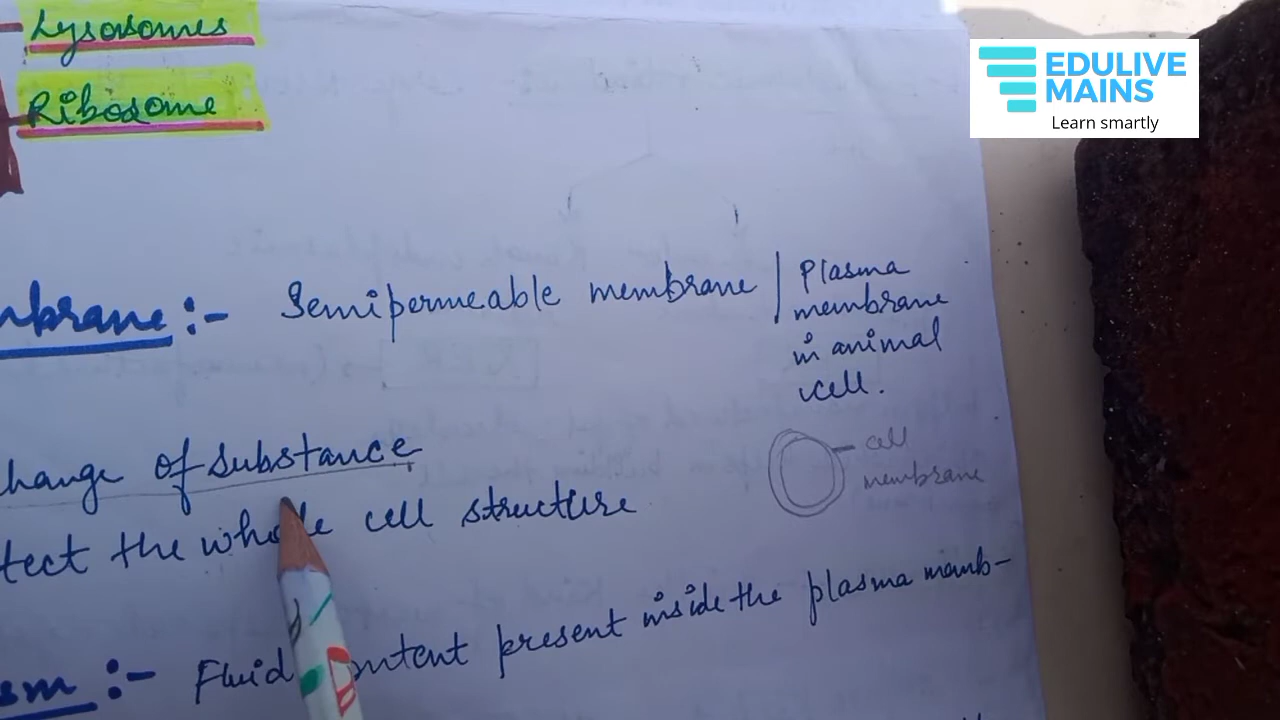 Lysosomes
Ribosome
EDULIVE
MAINS
Learn smartly
mbrane :- Semipermeable membrane | Plasma
membrane
in animal
cell.
change of substance
cell
membrane
tect the whole cell structure
sm :- Fluid content present inside the plasma memb-